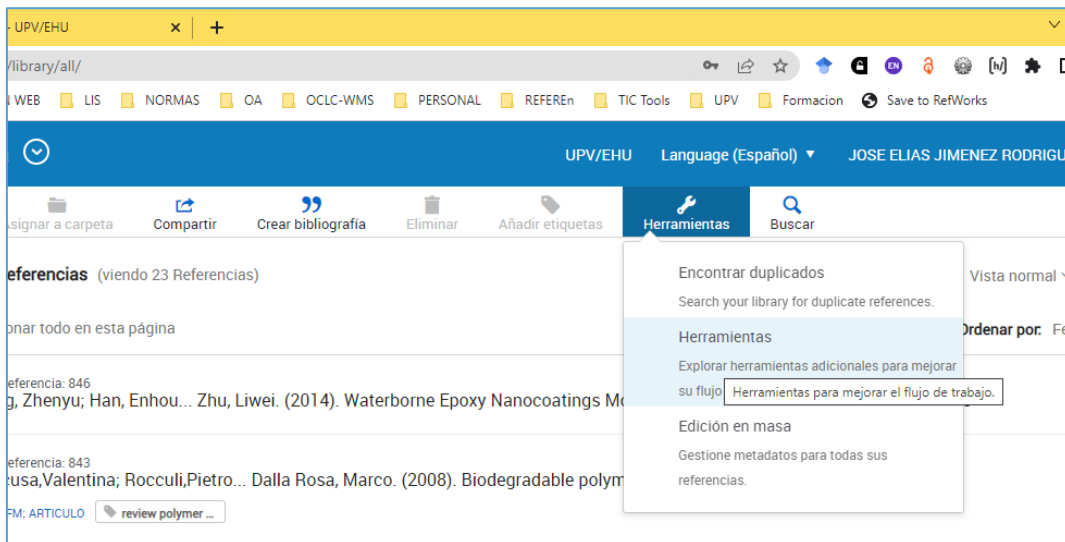 - UPV/EHU
/library/all/
N WEB LIS NORMAS OA OCLC-WMS PERSONAL REFEREn TIC Tools UPV Formacion Save to RefWorks
UPV/EHU Language (Español) JOSE ELIAS JIMENEZ RODRIGU
signar a carpeta Compartir Crear bibliografía Eliminar Añadir etiquetas Herramientas Buscar
eferencias (viendo 23 Referencias) Vista normal
onar todo en esta página Ordenar por: Fe
Encontrar duplicados
Search your library for duplicate references.
Herramientas
Explorar herramientas adicionales para mejorar
su flujo
Herramientas para mejorar el flujo de trabajo.
Edición en masa
Gestione metadatos para todas sus
referencias.
eferencia: 846
g, Zhenyu; Han, Enhou... Zhu, Liwei. (2014). Waterborne Epoxy Nanocoatings Mo
eferencia: 843
cusa,Valentina; Rocculi,Pietro... Dalla Rosa, Marco. (2008). Biodegradable polym
FM; ARTICULO review polymer ...